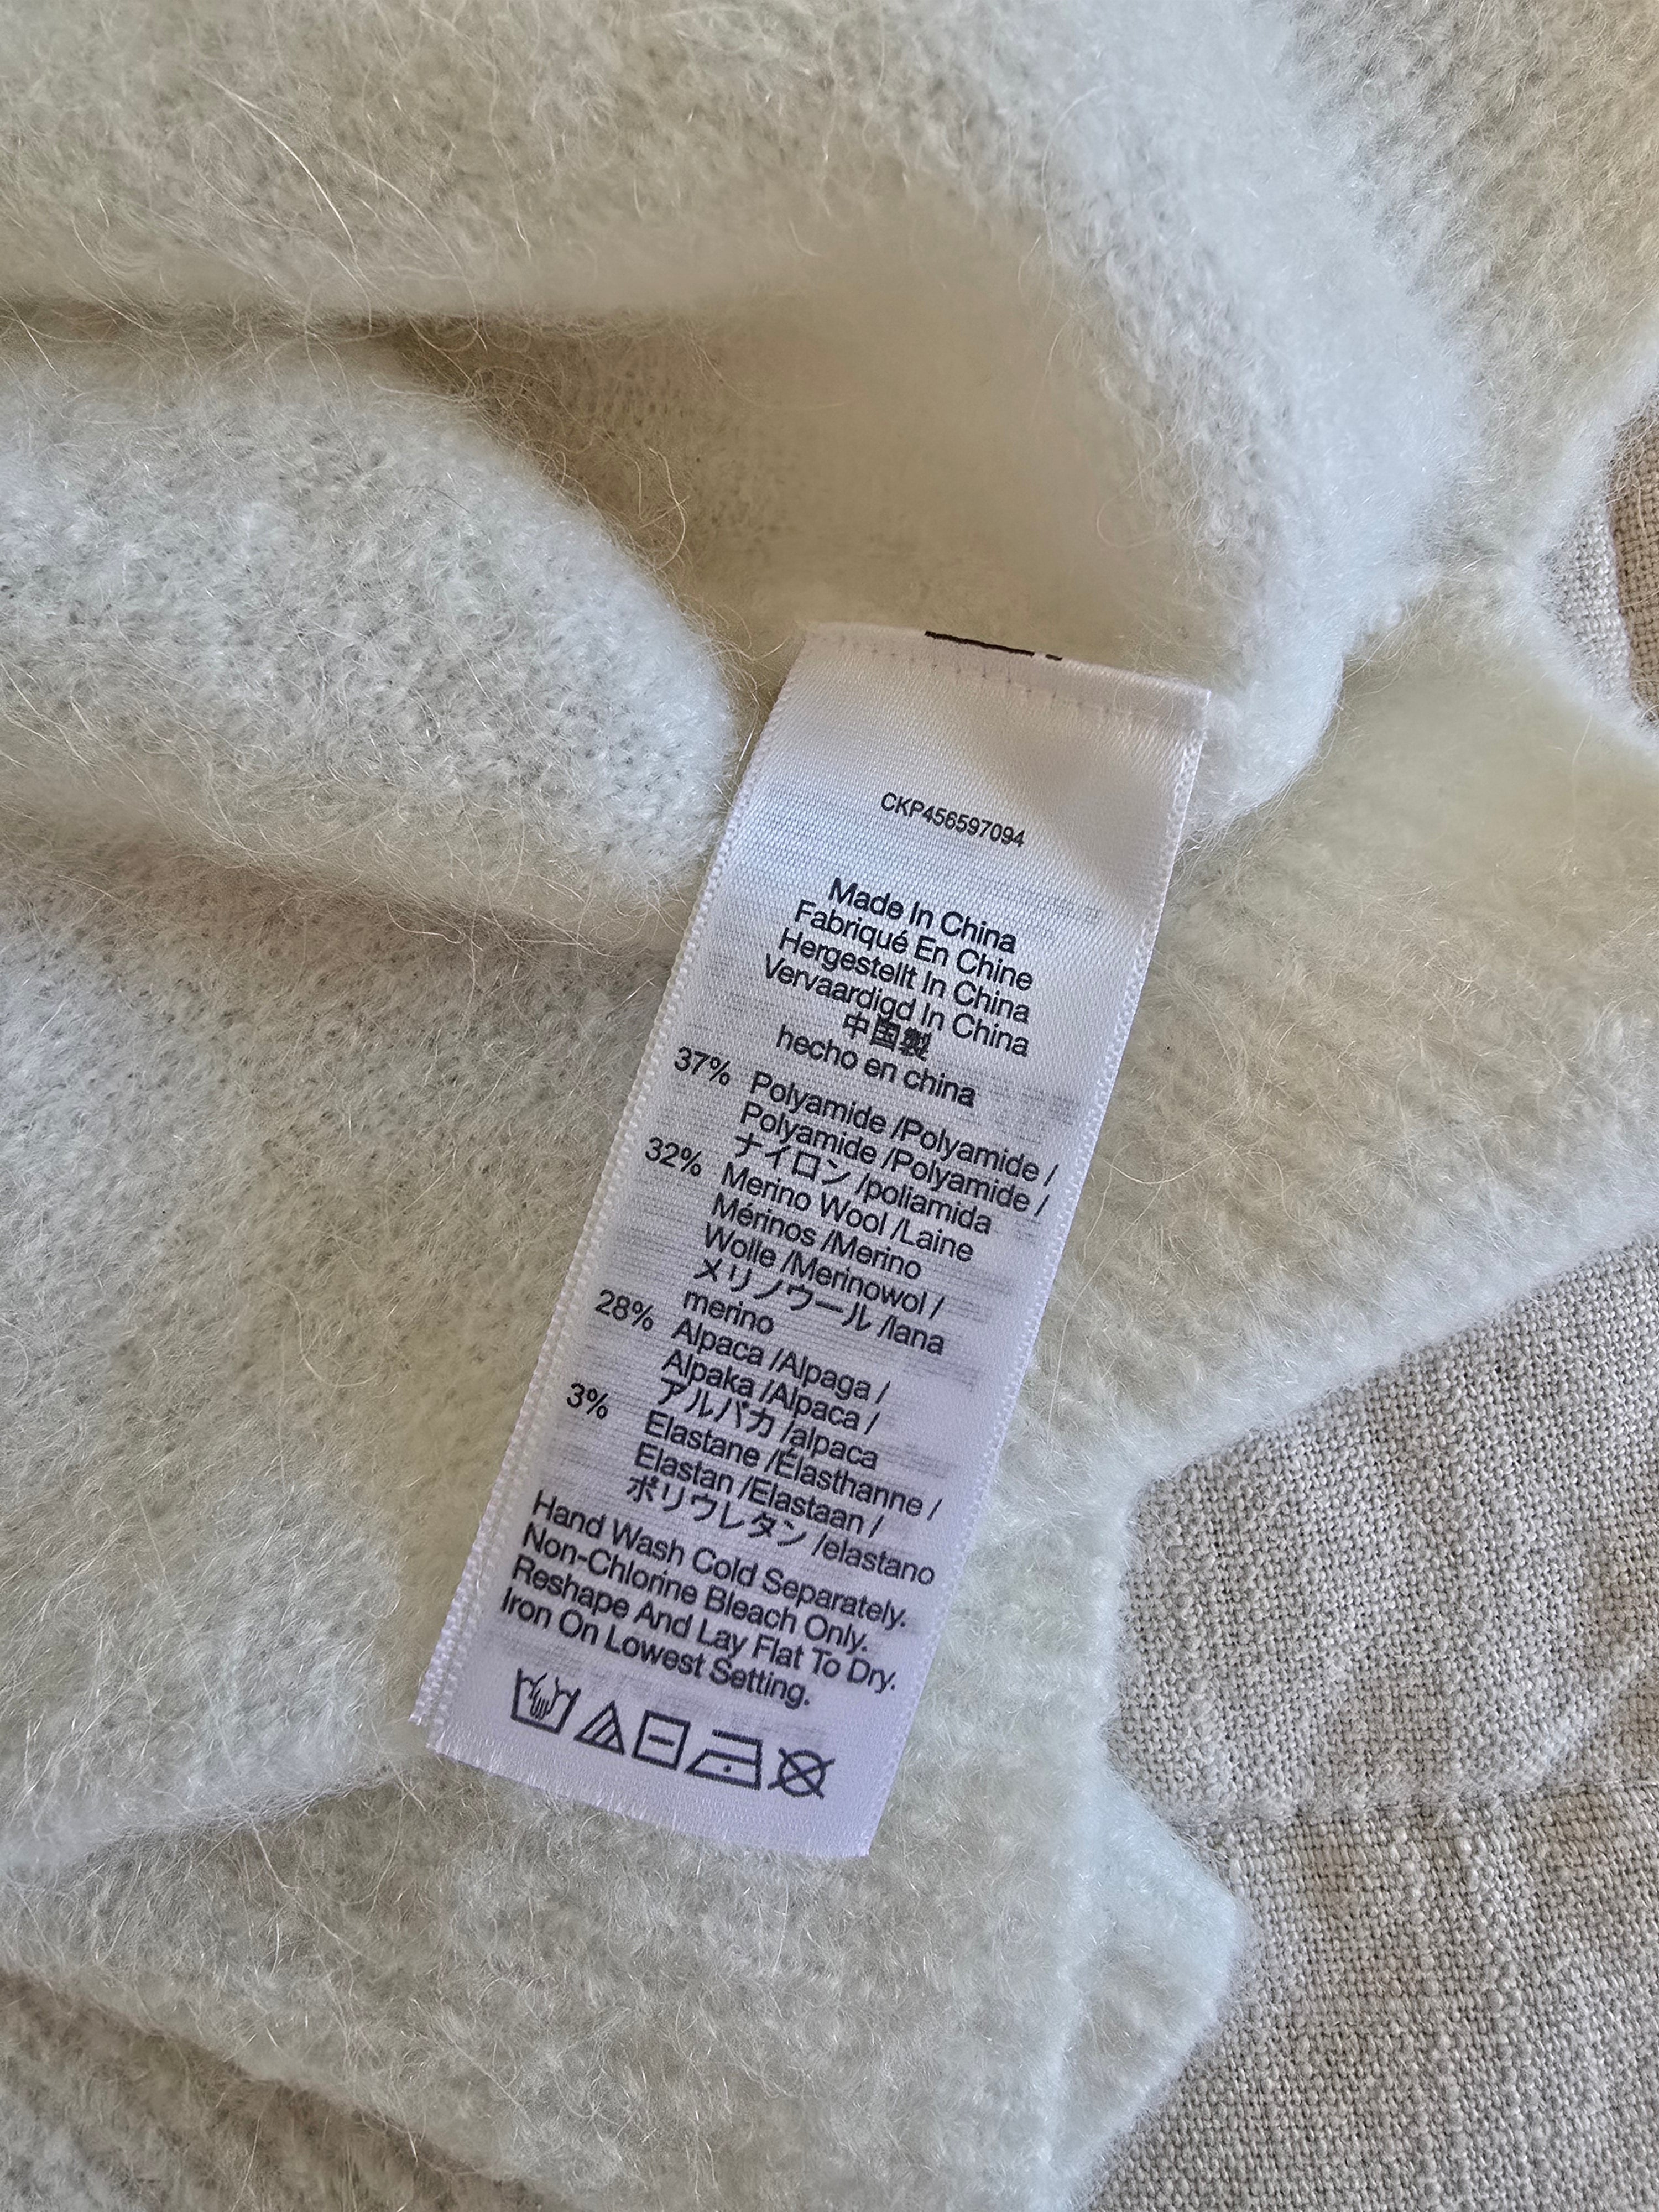 CKP456597094
Made In China
Fabriqué En Chine
Hergestellt In China
Vervaardigd In China
中国製
hecho en china
37% Polyamide /Polyamide /
Polyamide /Polyamide /
ナイロン /poliamida
32% Merino Wool /Laine
Mérinos /Merino
Wolle /Merinowol /
メリノウール /lana
merino
28% Alpaca /Alpaga /
Alpaka /Alpaca /
アルパカ /alpaca
3% Elastane /Élasthanne /
Elastan /Elastaan /
ポリウレタン /elastano
Hand Wash Cold Separately.
Non-Chlorine Bleach Only.
Reshape And Lay Flat To Dry.
Iron On Lowest Setting.